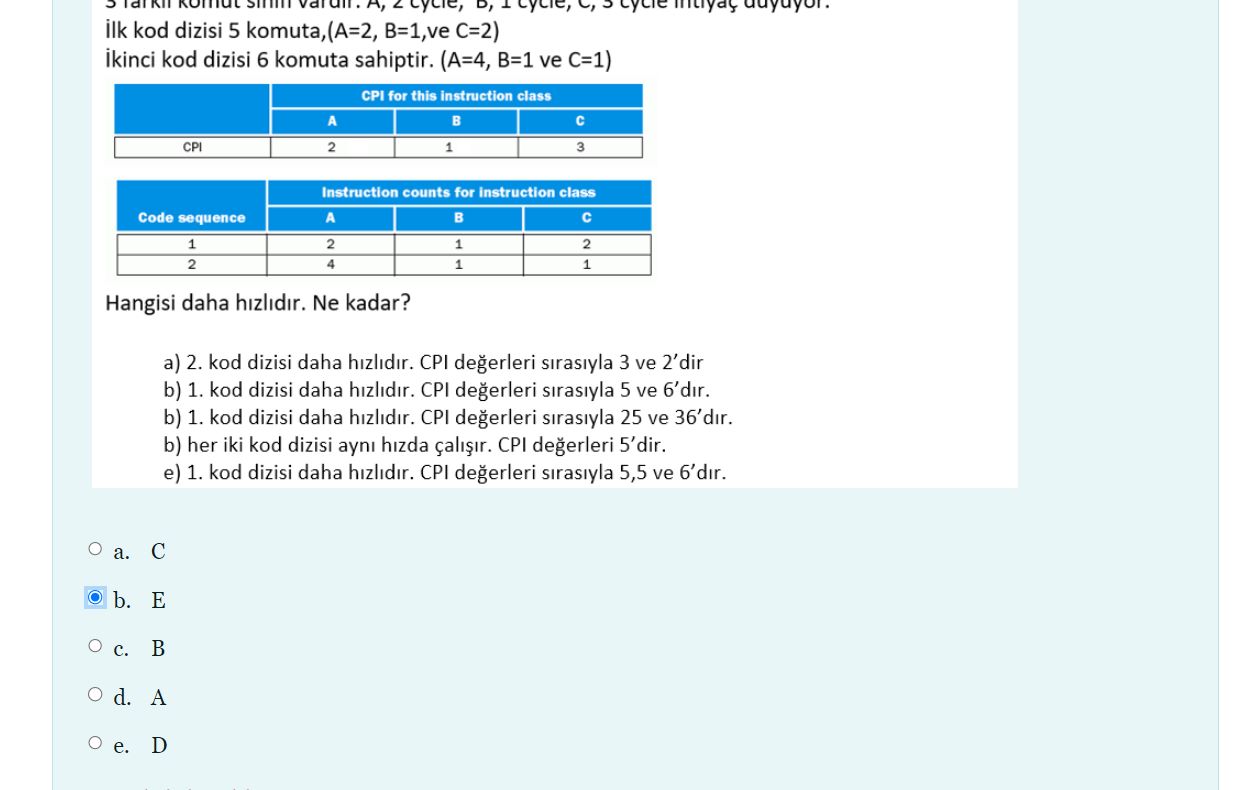 3 farklı komut sınıfı vardır. A, 2 cycle, B, 1 cycle, C, 3 cycle ihtiyaç duyuyor.
İlk kod dizisi 5 komuta,(A=2, B=1,ve C=2)
İkinci kod dizisi 6 komuta sahiptir. (A=4, B=1 ve C=1)
CPI for this instruction class
A B C
CPI 2 1 3
Instruction counts for instruction class
Code sequence A B C
1 2 1 2
2 4 1 1
Hangisi daha hızlıdır. Ne kadar?
a) 2. kod dizisi daha hızlıdır. CPI değerleri sırasıyla 3 ve 2’dir
b) 1. kod dizisi daha hızlıdır. CPI değerleri sırasıyla 5 ve 6’dır.
b) 1. kod dizisi daha hızlıdır. CPI değerleri sırasıyla 25 ve 36’dır.
b) her iki kod dizisi aynı hızda çalışır. CPI değerleri 5’dir.
e) 1. kod dizisi daha hızlıdır. CPI değerleri sırasıyla 5,5 ve 6’dır.
a. C
b. E
c. B
d. A
e. D